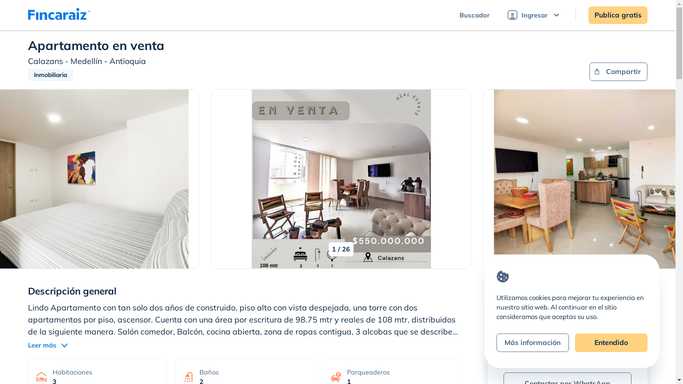 Fincaraiz
Buscador
Ingresar
Publica gratis
Apartamento en venta
Calazans - Medellín - Antioquia
Inmobiliaria
Compartir
EN VENTA
REAL ESTATE
$550.000.000
1 / 26
Calazans
Descripción general
Lindo Apartamento con tan solo dos años de construido, piso alto con vista despejada, una torre con dos
apartamentos por piso, ascensor. Cuenta con una área por escritura de 98.75 mtr y reales de 108 mtr, distribuidos
de la siguiente manera. Salón comedor, Balcón, cocina abierta, zona de ropas contigua, 3 alcobas que se describe...
Leer más
Habitaciones
3
Baños
2
Parqueaderos
1
Utilizamos cookies para mejorar tu experiencia en
nuestro sitio web. Al continuar en el sitio
consideramos que aceptas su uso.
Más información
Entendido
Contactar por WhatsApp